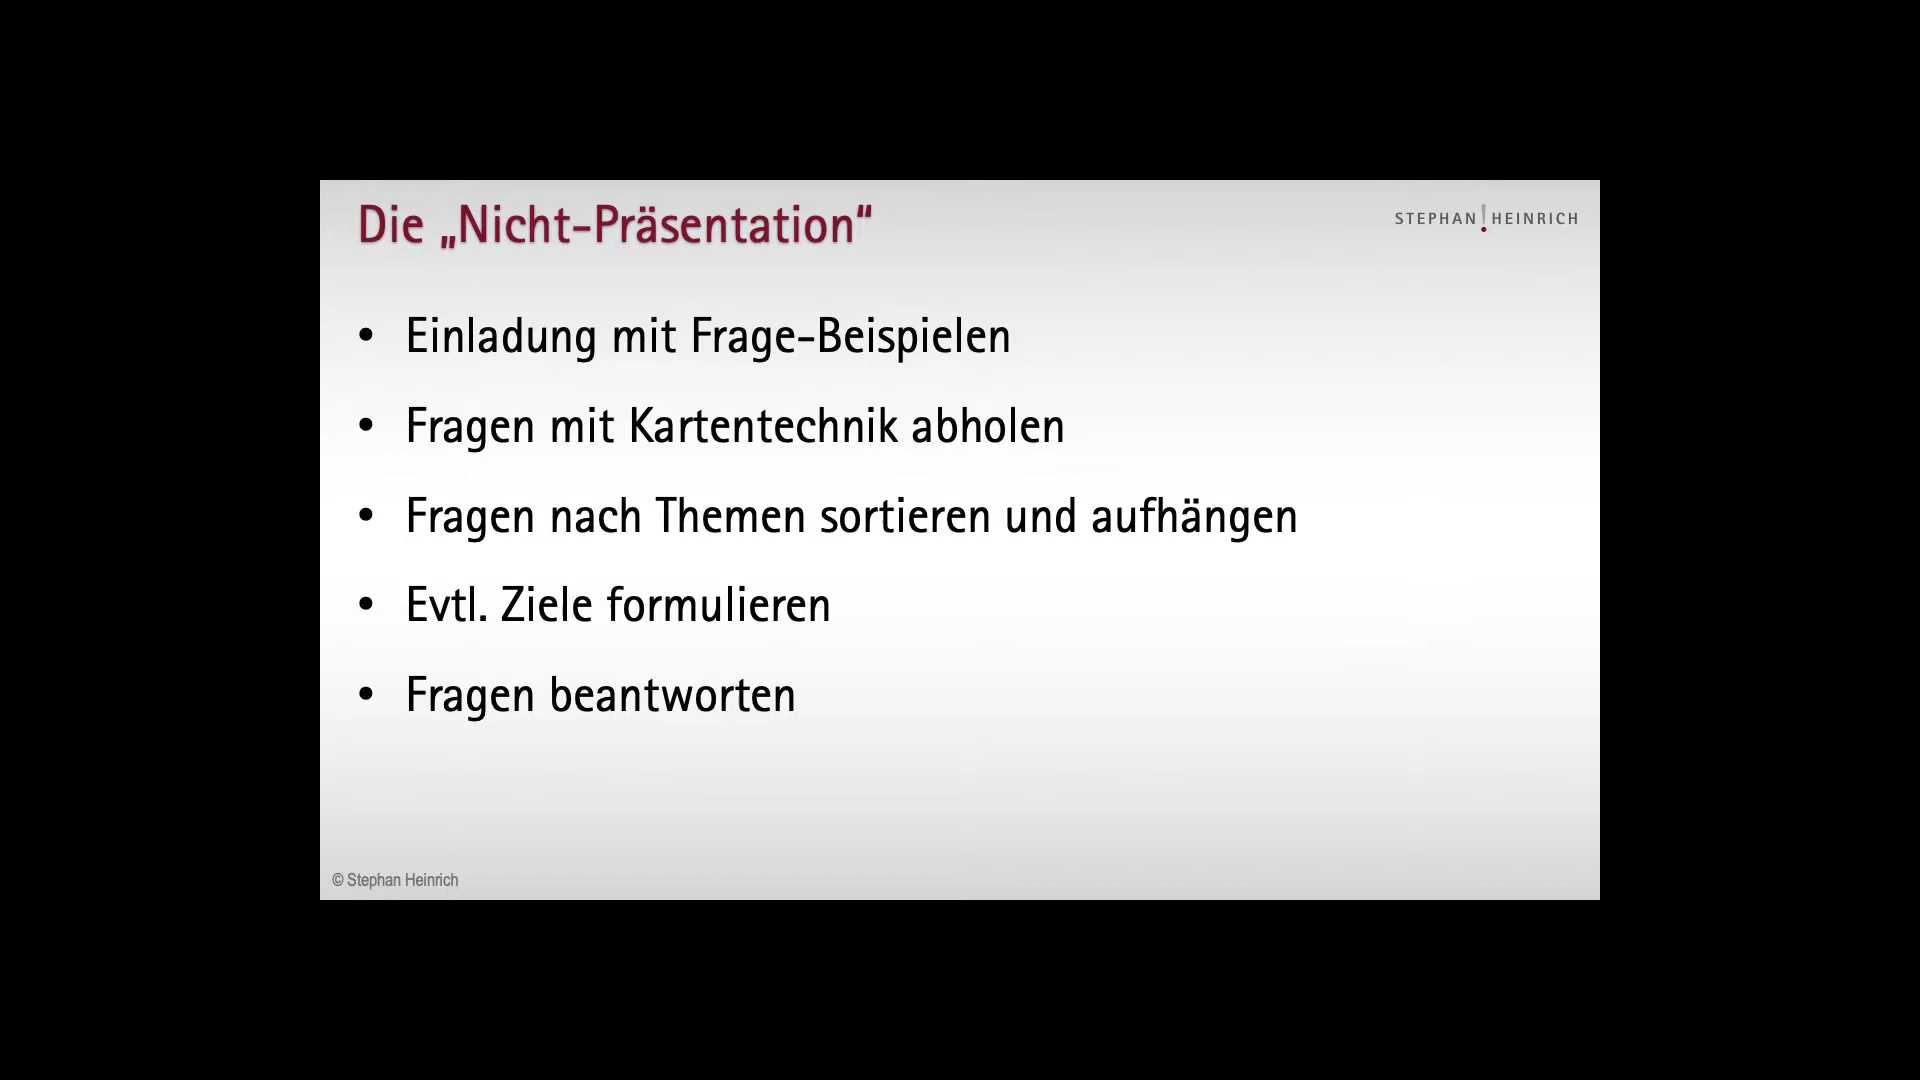 Die „Nicht-Präsentation“
STEPHAN!HEINRICH
• Einladung mit Frage-Beispielen
• Fragen mit Kartentechnik abholen
• Fragen nach Themen sortieren und aufhängen
• Evtl. Ziele formulieren
• Fragen beantworten
© Stephan Heinrich